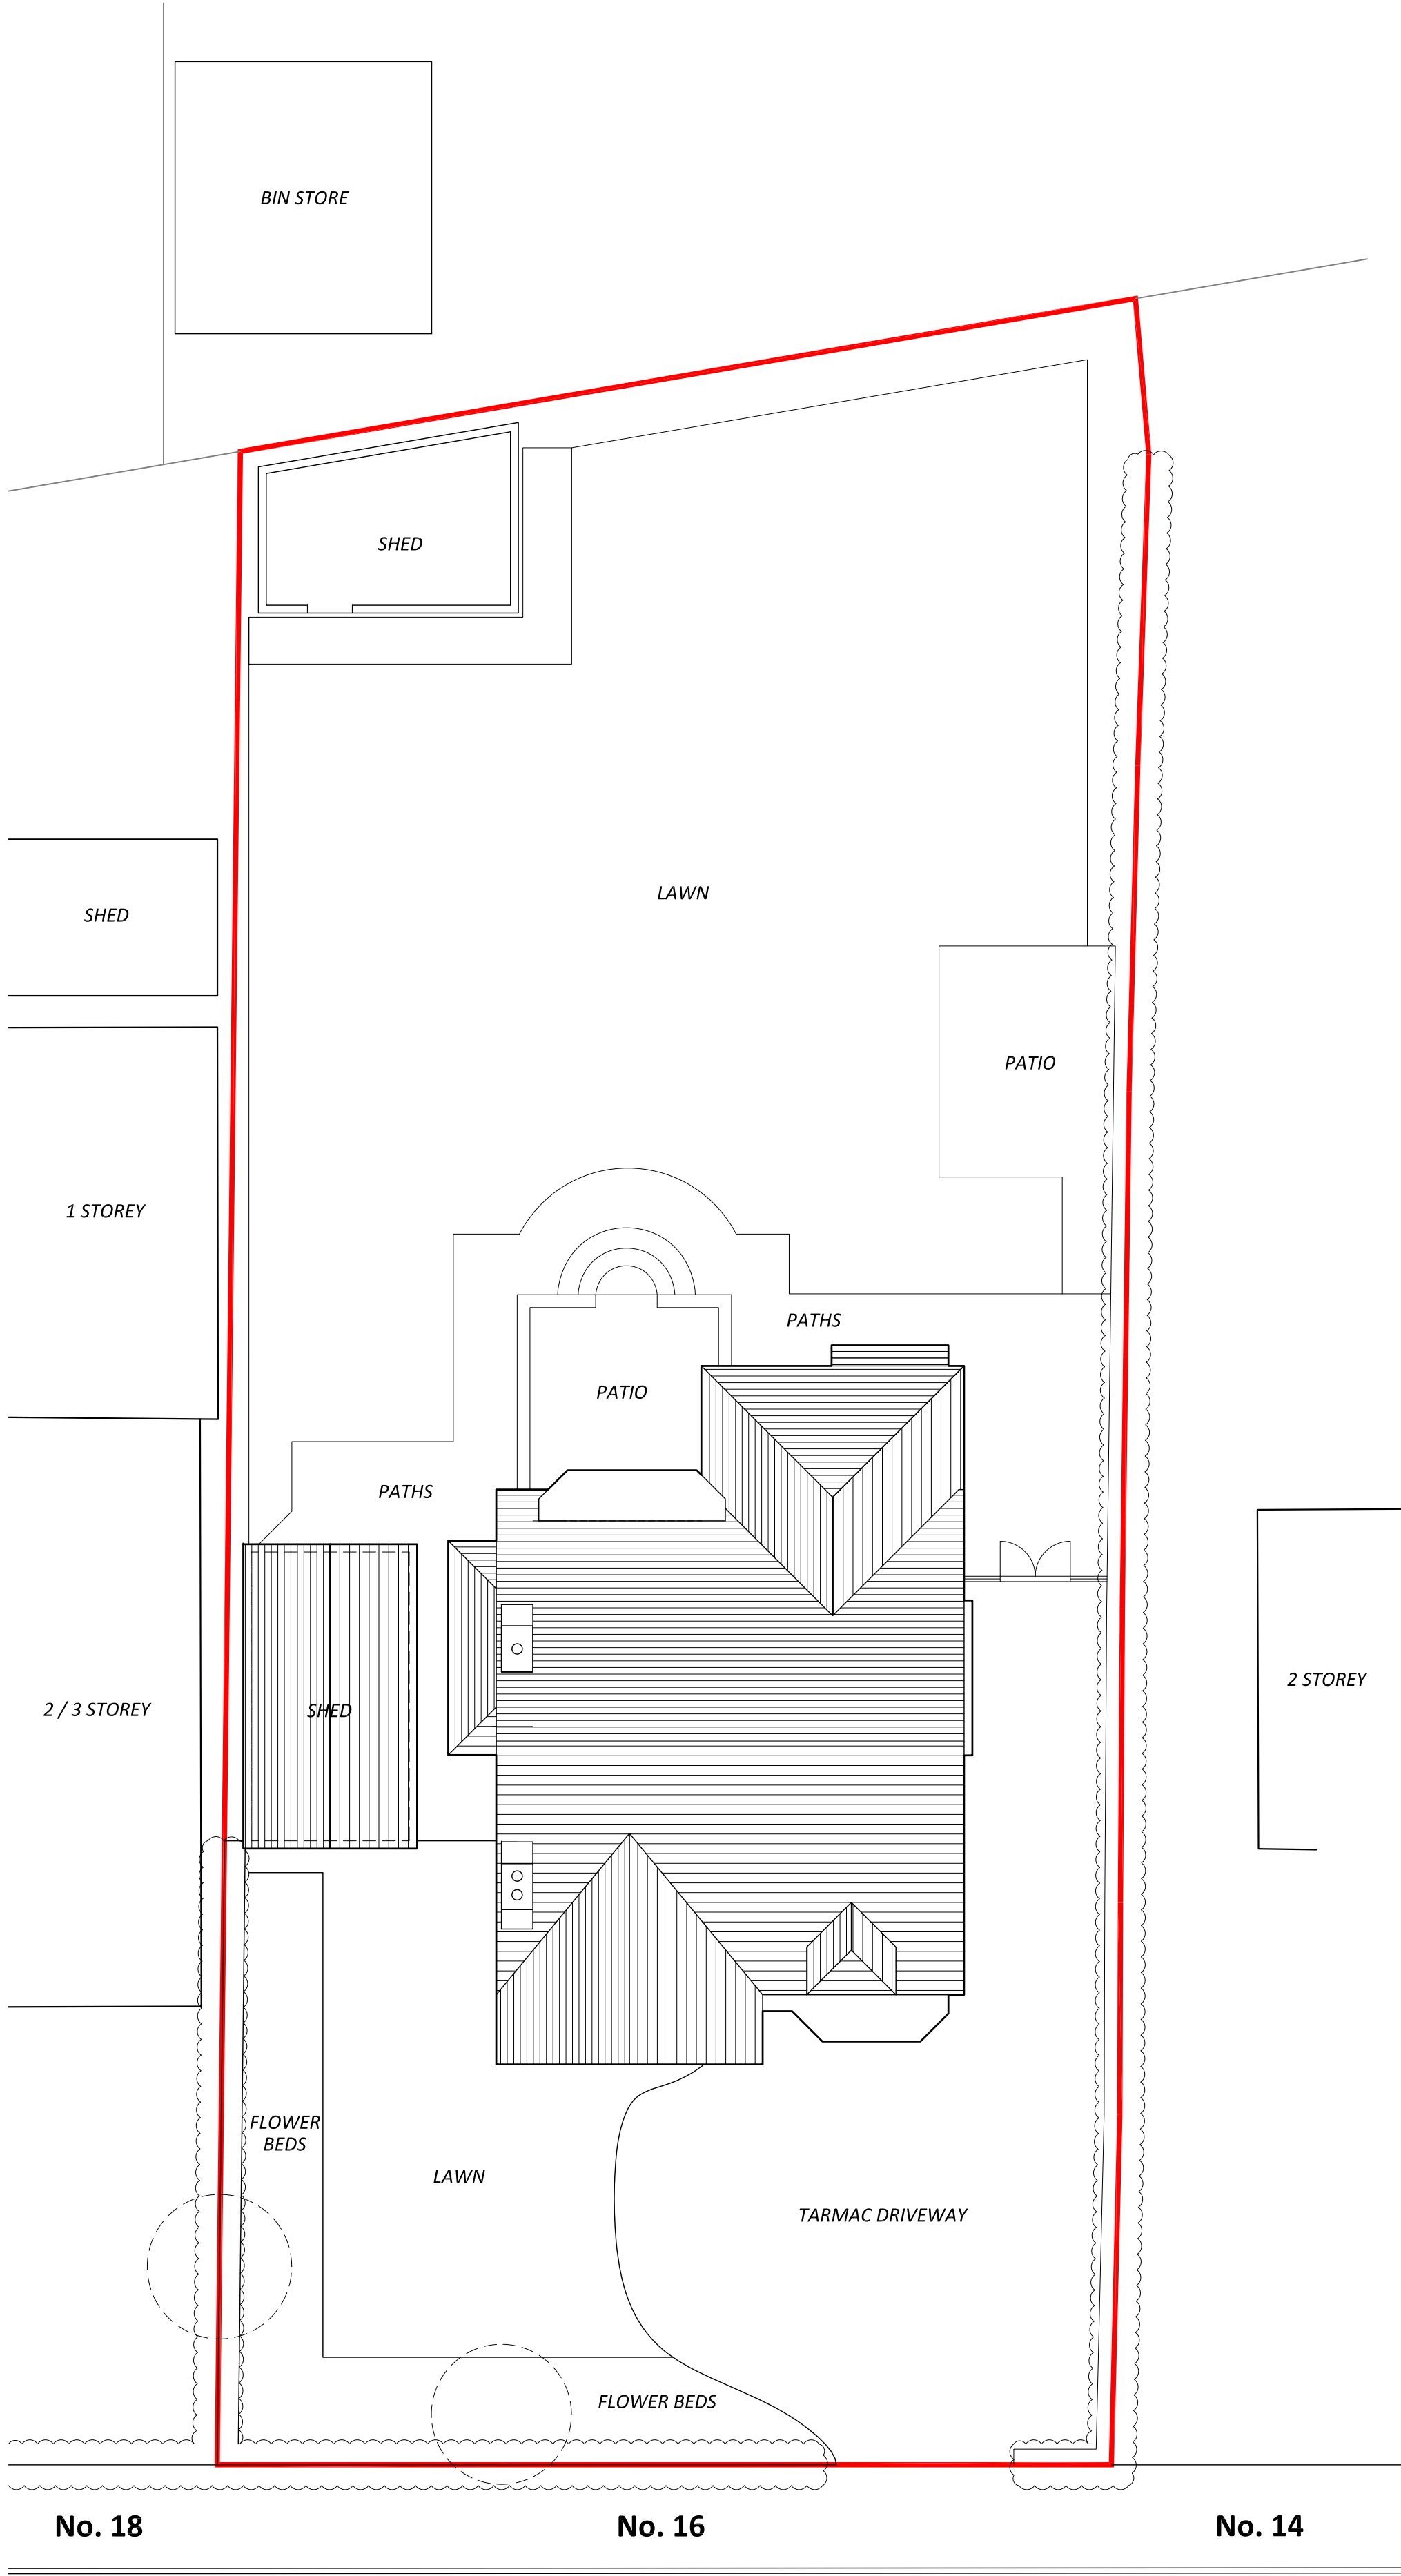 BIN STORE
SHED
LAWN
SHED
PATIO
1 STOREY
PATHS
PATIO
PATHS
2 STOREY
2 / 3 STOREY
SHED
FLOWER
BEDS
LAWN
TARMAC DRIVEWAY
FLOWER BEDS
No. 18
No. 16
No. 14